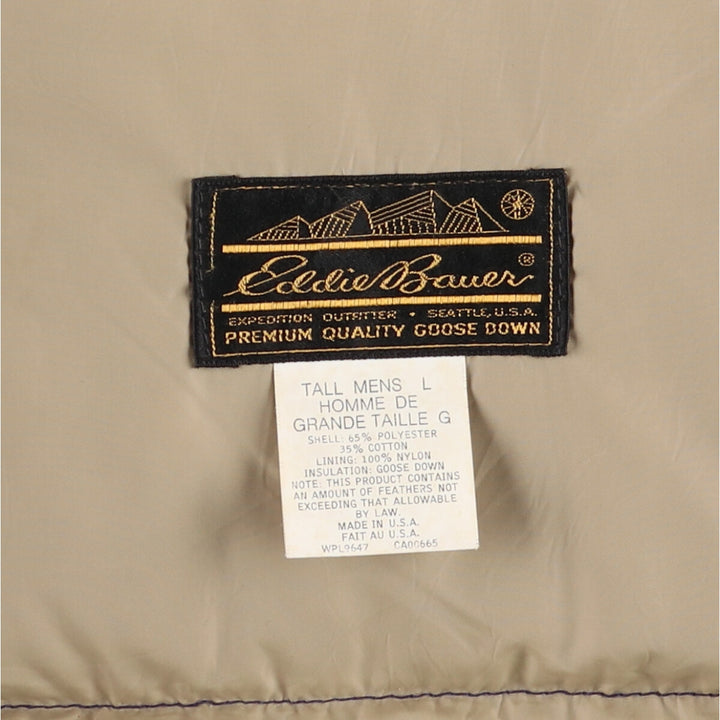 Eddie Bauer®
EXPEDITION OUTFITTER • SEATTLE, U.S.A.
PREMIUM QUALITY GOOSE DOWN
TALL MENS L
HOMME DE
GRANDE TAILLE G
SHELL: 65% POLYESTER
35% COTTON
LINING: 100% NYLON
INSULATION: GOOSE DOWN
NOTE: THIS PRODUCT CONTAINS
AN AMOUNT OF FEATHERS NOT
EXCEEDING THAT ALLOWABLE
BY LAW.
MADE IN U.S.A.
FAIT AU U.S.A.
WPL9647 CA00665